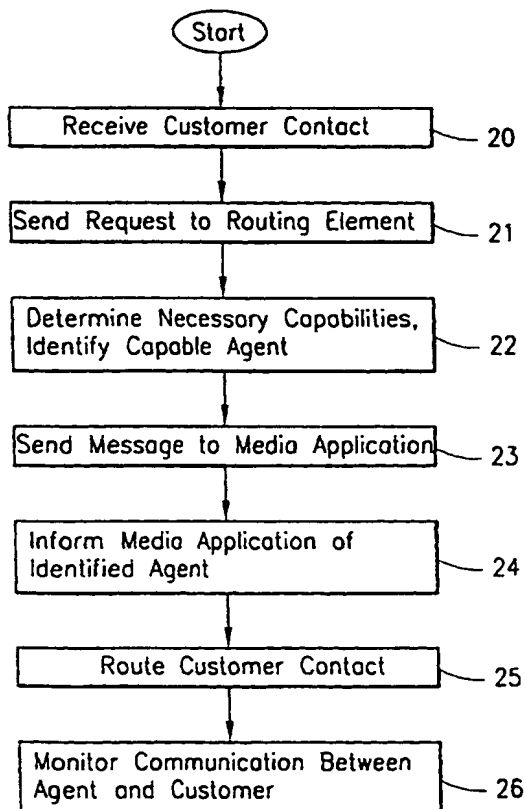 Start
Receive Customer Contact
20
Send Request to Routing Element
21
Determine Necessary Capabilities,
Identify Capable Agent
22
Send Message to Media Application
23
Inform Media Application of
Identified Agent
24
Route Customer Contact
25
Monitor Communication Between
Agent and Customer
26